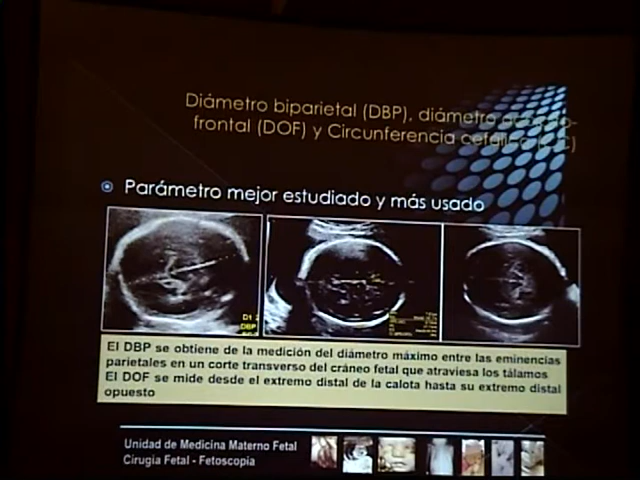 Diámetro biparietal (DBP), diámetro
frontal (DOF) y Circunferencia
Parámetro mejor estudiado y más usado
D1
DBP
El DBP se obtiene de la medición del diámetro máximo entre las eminencias
parietales en un corte transverso del cráneo fetal que atraviesa los tálamos
El DOF se mide desde el extremo distal de la calota hasta su extremo distal
opuesto
Unidad de Medicina Materno Fetal
Cirugía Fetal - Fetoscopía